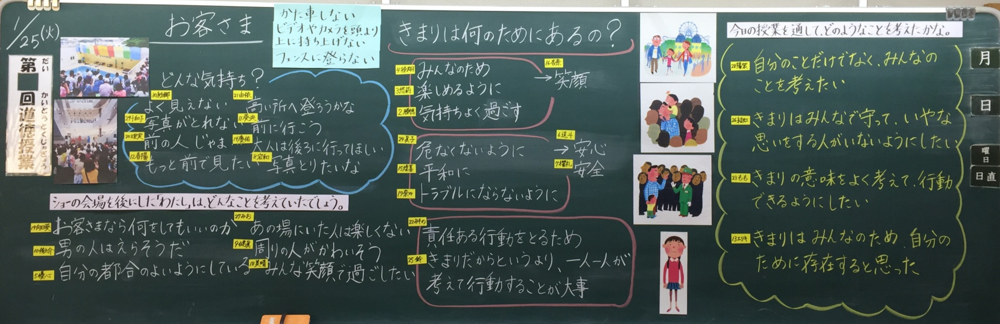 1/25(火)
第 回道徳授業
だい かいどうとくじゅぎょう
お客さま
かた車しない
ビデオやカメラを頭より
上に持ち上げない
フェンスに登らない
どんな気持ち?
30紗椰
よく見えない
29十和子
写真がとれない
20理実
前の人じゃま
12春陽
もっと前で見たい
21由依
高い所へ登ろうかな
11葵央
前に行こう
14慶佑
大人は後ろに行ってほしい
8宕和
写真とりたいな
ショーの会場を後にした「わたし」は、どんなことを考えていたでしょう。
19向日葵
お客さまなら何をしてもいいのか
10侑介
男の人はえらそうだ
5優心
自分の都合のよいようにしている
27みお
あの場にいた人は楽しくない
9健眞
周りの人がかわいそう
18美晴
みんな笑顔で過ごしたい
きまりは何のためにあるの?
みんなのため
3悠莉
楽しめるように
気持ちよく過ごす
16杏奈
→笑顔
24眞子
危なくないように
15煌喜
平和に
17奈々
トラブルにならないように
→安心
安全
22みその
責任ある行動をとるため
25鈴
きまりだからというより、一人一人が
考えて行動することが大事
今日の授業を通して、どのようなことを考えたかな。
自分のことだけでなく、みんなの
ことを考えたい
26結虹
きまりはみんなで守って、いやな
思いをする人がいないようにしたい
23もも
きまりの意味をよく考えて、行動
できるようにしたい
13エリキ
きまりはみんなのため、自分の
ために存在すると思った
月
日
曜日
日直